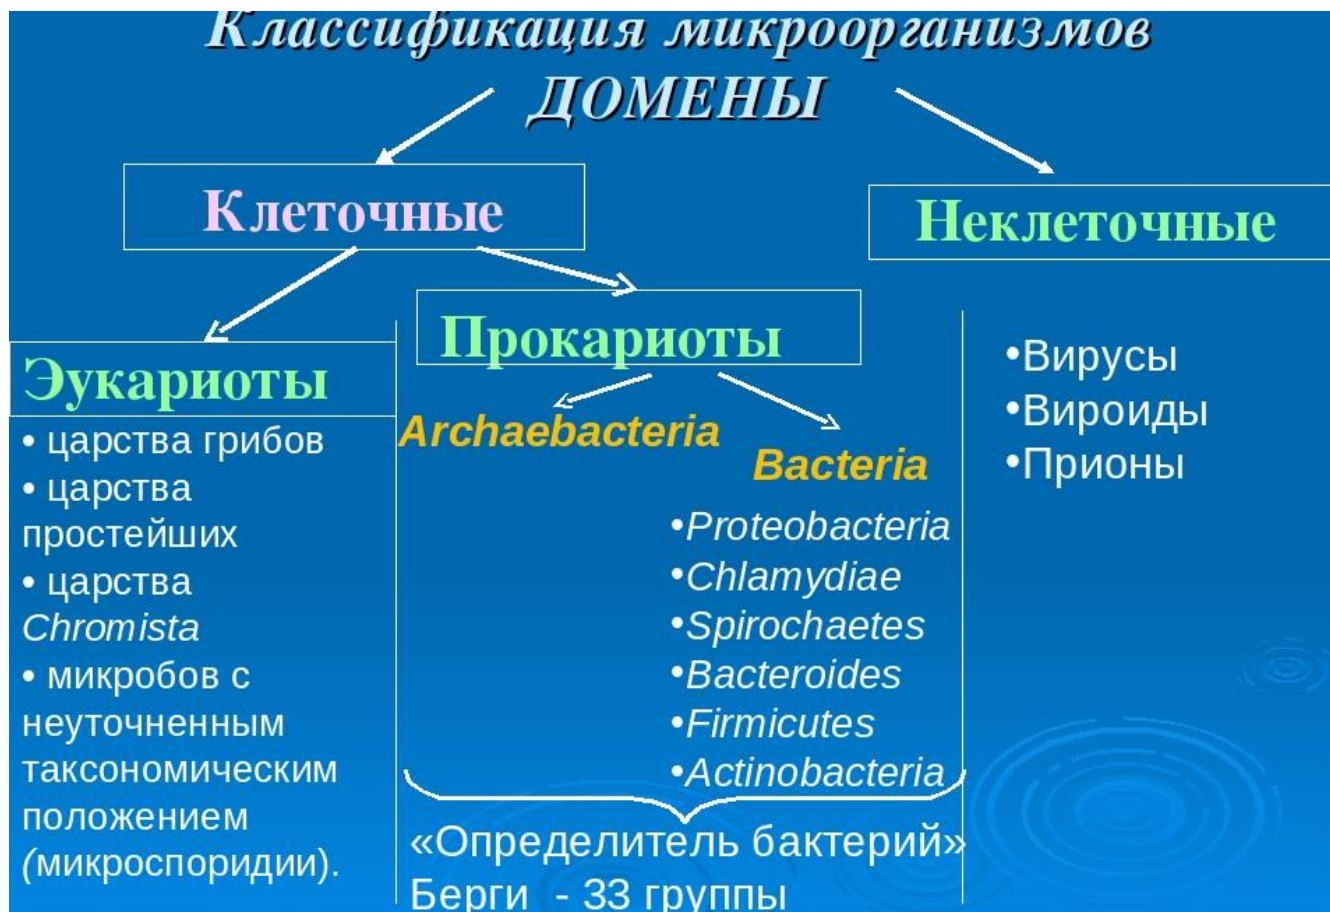 Классификация микроорганизмов
ДОМЕНЫ
Клеточные
Неклеточные
Прокариоты
Эукариоты
• царства грибов
• царства
простейших
• царства
Chromista
• микробов с
неуточненным
таксономическим
положением
(микроспоридии).
Archaebacteria
Bacteria
•Proteobacteria
•Chlamydiae
•Spirochaetes
•Bacteroides
•Firmicutes
•Actinobacteria
«Определитель бактерий»
Берги - 33 группы
•Вирусы
•Вироиды
•Прионы